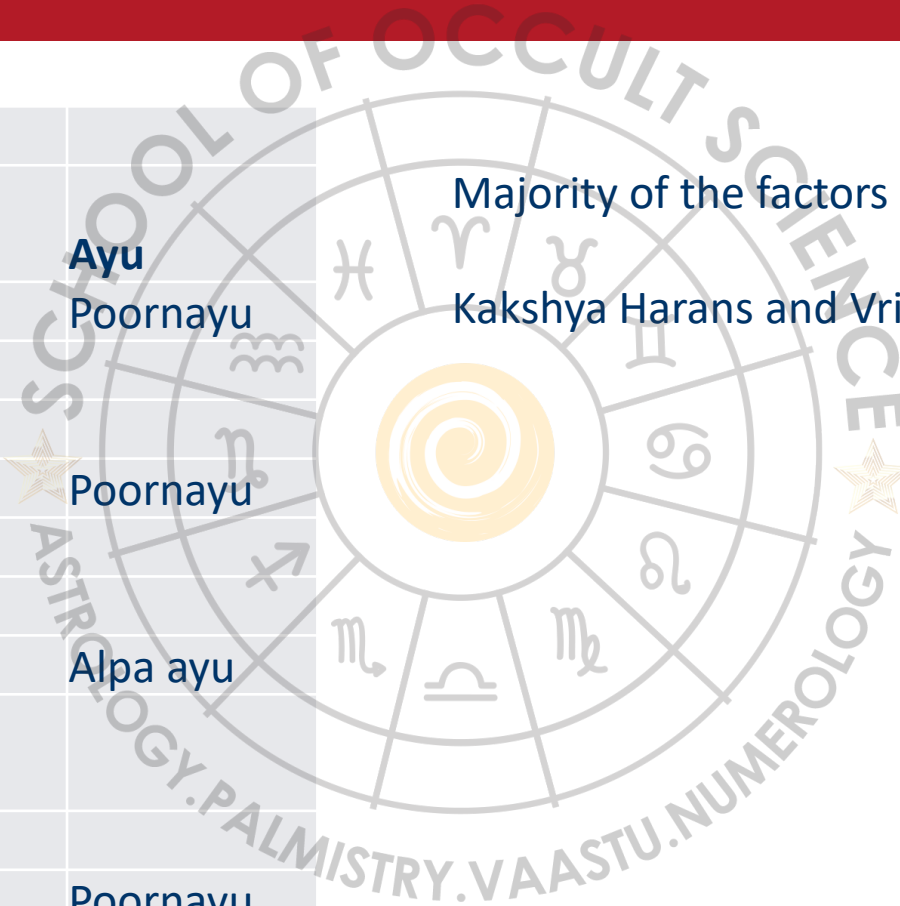 SCHOOL OF OCCULT SCIENCE
Majority of the factors
Ayu
Poornayu
Kakshya Harans and Vri
Poornayu
Alpa ayu
Poornayu
ASTROLOGY.PALMISTRY.VAASTU.NUMEROLOGY